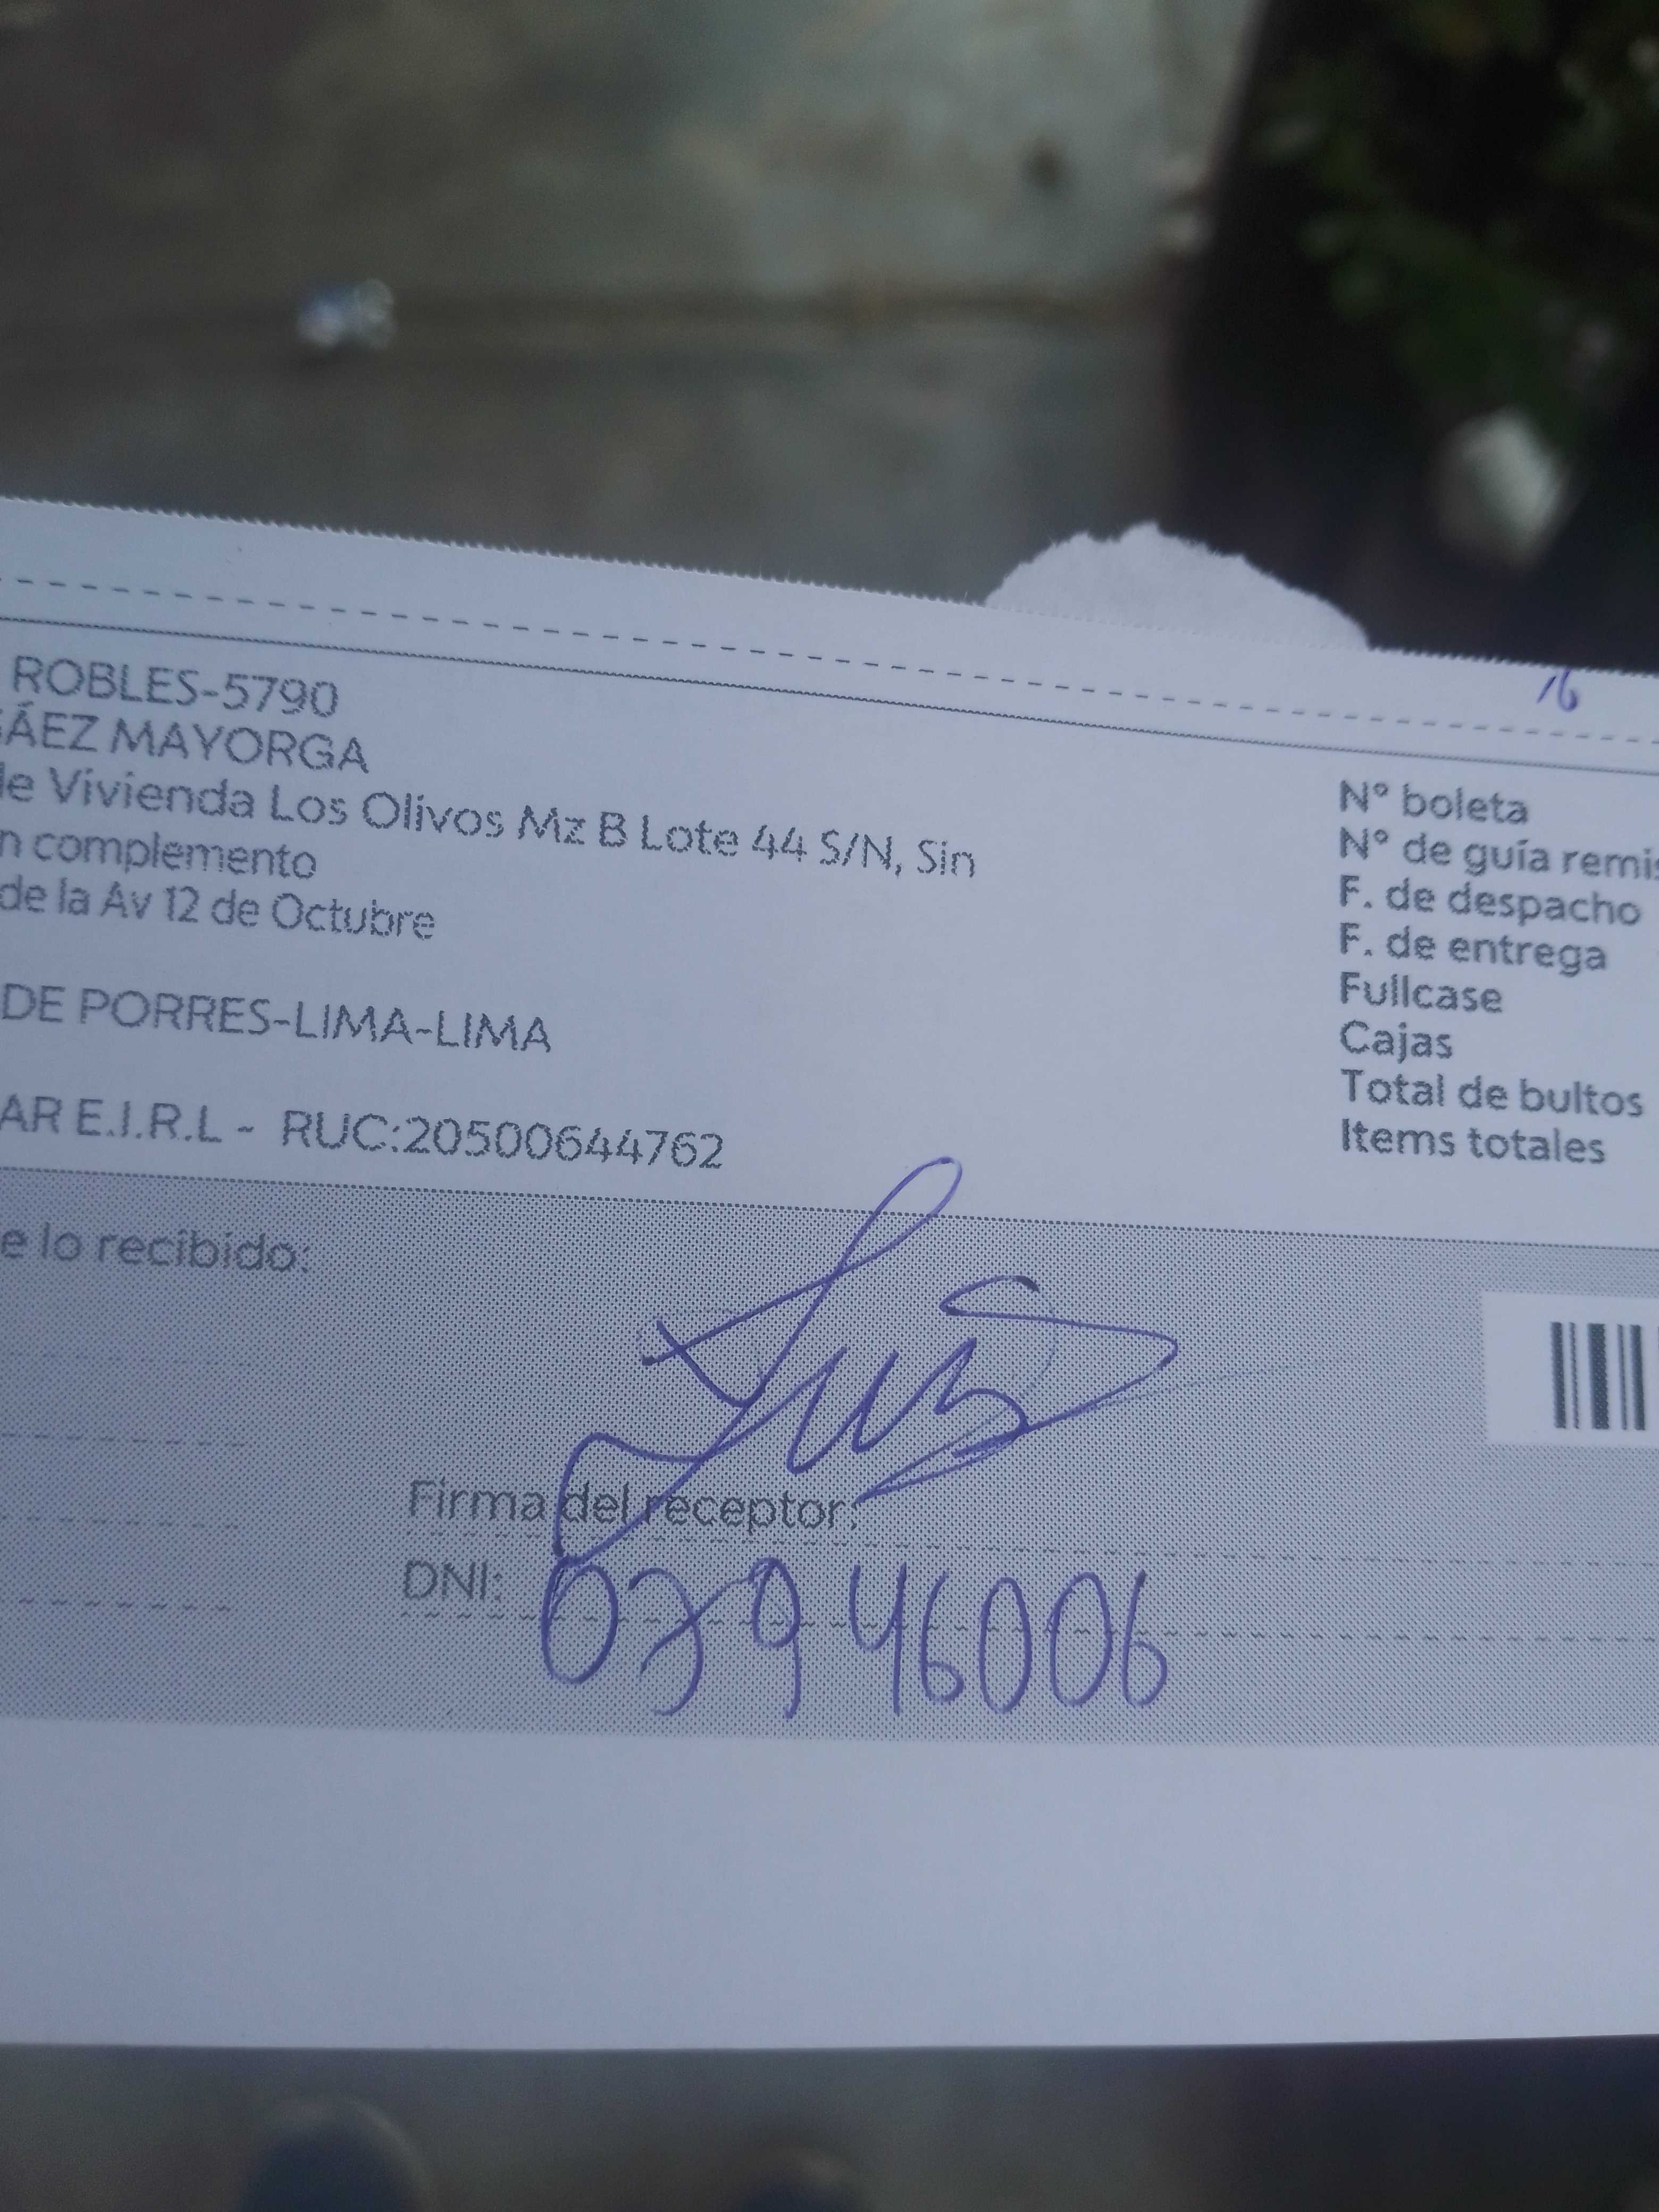 16
ROBLES-5790
ÁEZ MAYORGA
de Vivienda Los Olivos Mz B Lote 44 S/N, Sin
n complemento
de la Av 12 de Octubre
DE PORRES-LIMA-LIMA
AR E.I.R.L - RUC:20500644762
N° boleta
N° de guía remis
F. de despacho
F. de entrega
Fullcase
Cajas
Total de bultos
Items totales
e lo recibido:
Firma del receptor:
DNI: 07946006